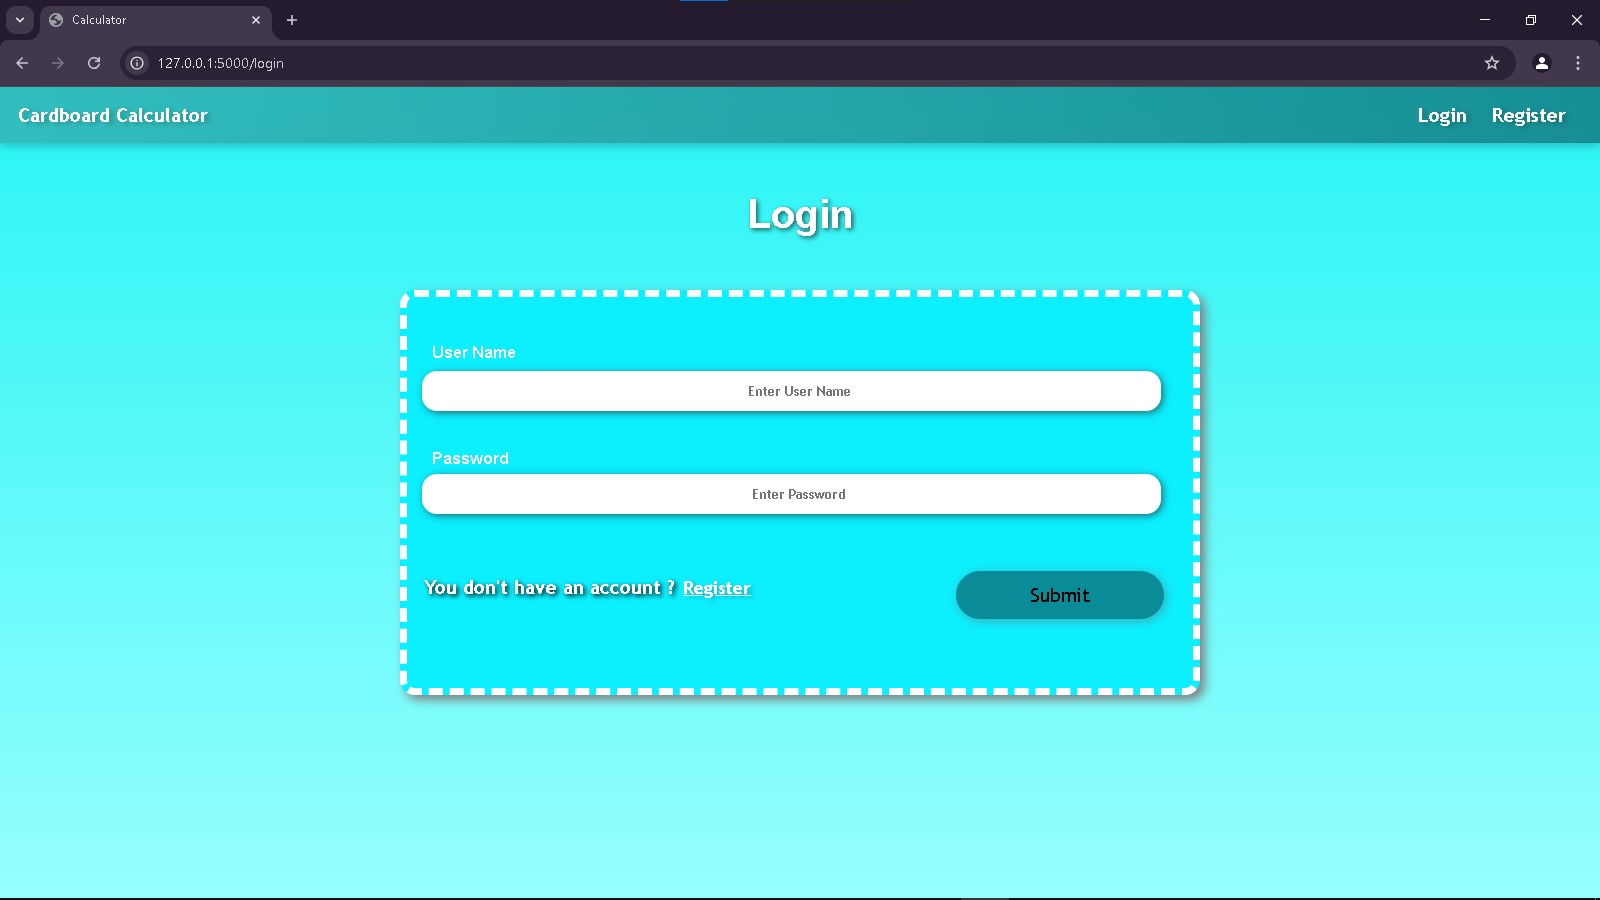 Calculator
127.0.0.1:5000/login
Cardboard Calculator Login Register
Login
User Name
Enter User Name
Password
Enter Password
You don't have an account ? Register
Submit